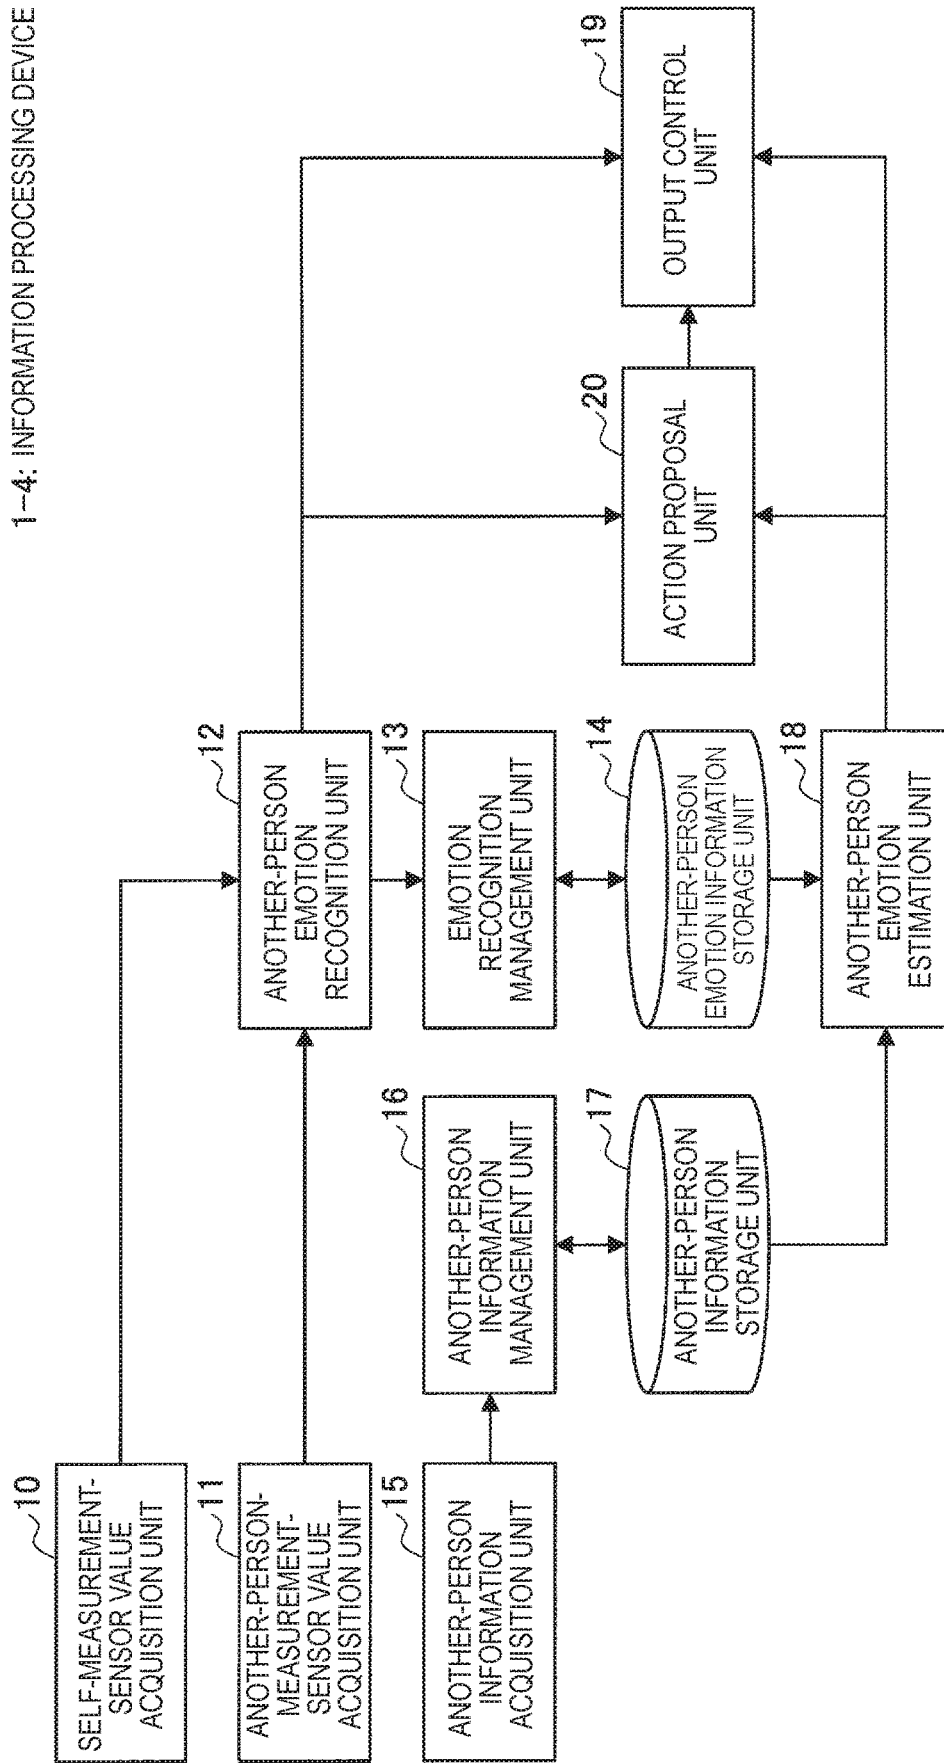 1-4: INFORMATION PROCESSING DEVICE
10
SELF-MEASUREMENT-
SENSOR VALUE
ACQUISITION UNIT
11
ANOTHER-PERSON-
MEASUREMENT-
SENSOR VALUE
ACQUISITION UNIT
15
ANOTHER-PERSON
INFORMATION
ACQUISITION UNIT
16
ANOTHER-PERSON
INFORMATION
MANAGEMENT UNIT
17
ANOTHER-PERSON
INFORMATION
STORAGE UNIT
12
ANOTHER-PERSON
EMOTION
RECOGNITION UNIT
13
EMOTION
RECOGNITION
MANAGEMENT UNIT
14
ANOTHER-PERSON
EMOTION INFORMATION
STORAGE UNIT
18
ANOTHER-PERSON
EMOTION
ESTIMATION UNIT
20
ACTION PROPOSAL
UNIT
19
OUTPUT CONTROL
UNIT